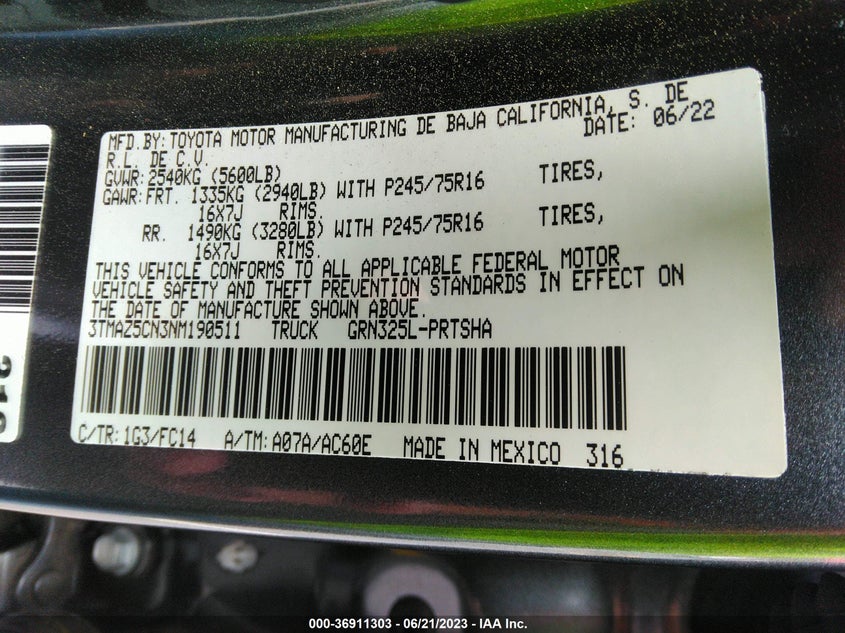 MFD.BY: TOYOTA MOTOR MANUFACTURING DE BAJA CALIFORNIA, S. DE
R.L. DE C.V. DATE: 06/22
GVWR: 2540KG (5600LB)
GAWR: FRT. 1335KG (2940LB) WITH P245/75R16 TIRES,
16X7J RIMS.
RR. 1490KG (3280LB) WITH P245/75R16 TIRES,
16X7J RIMS.
THIS VEHICLE CONFORMS TO ALL APPLICABLE FEDERAL MOTOR
VEHICLE SAFETY AND THEFT PREVENTION STANDARDS IN EFFECT ON
THE DATE OF MANUFACTURE SHOWN ABOVE.
3TMAZ5CN3NM190511 TRUCK GRN325L-PRTSHA
C/TR: 1G3/FC14 A/TM: A07A/AC60E MADE IN MEXICO 316
000-36911303 - 06/21/2023 - IAA Inc.